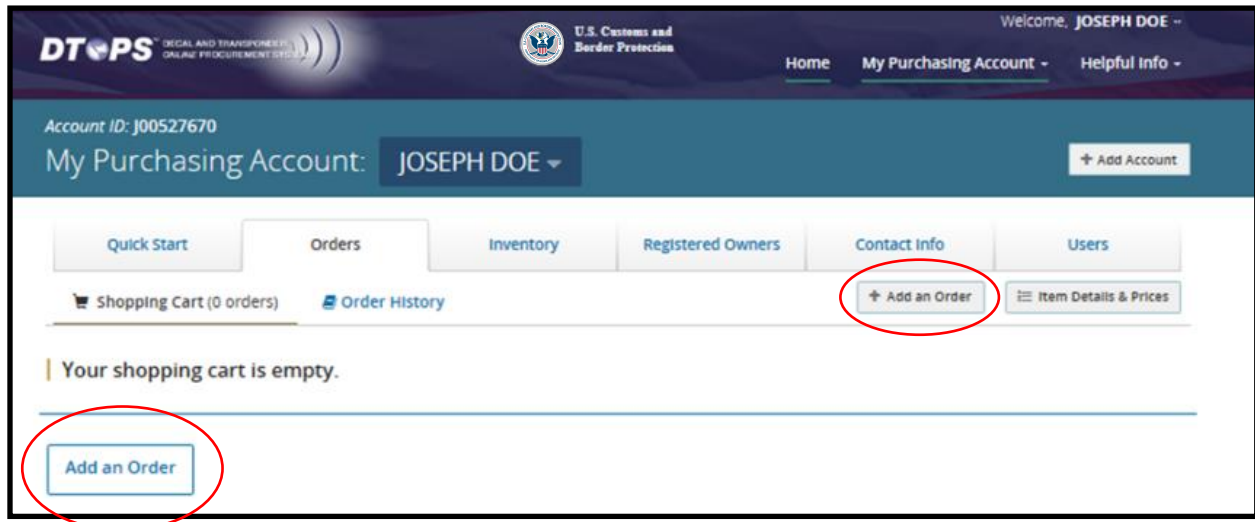 Welcome, JOSEPH DOE
DTOPS DECAL AND TRANSPONDER
ONLINE PROCUREMENT SYSTEM
U.S. Customs and
Border Protection
Home My Purchasing Account Helpful Info
Account ID: J00527670
My Purchasing Account: JOSEPH DOE
+ Add Account
Quick Start Orders Inventory Registered Owners Contact Info Users
Shopping Cart (0 orders) Order History + Add an Order Item Details & Prices
Your shopping cart is empty.
Add an Order